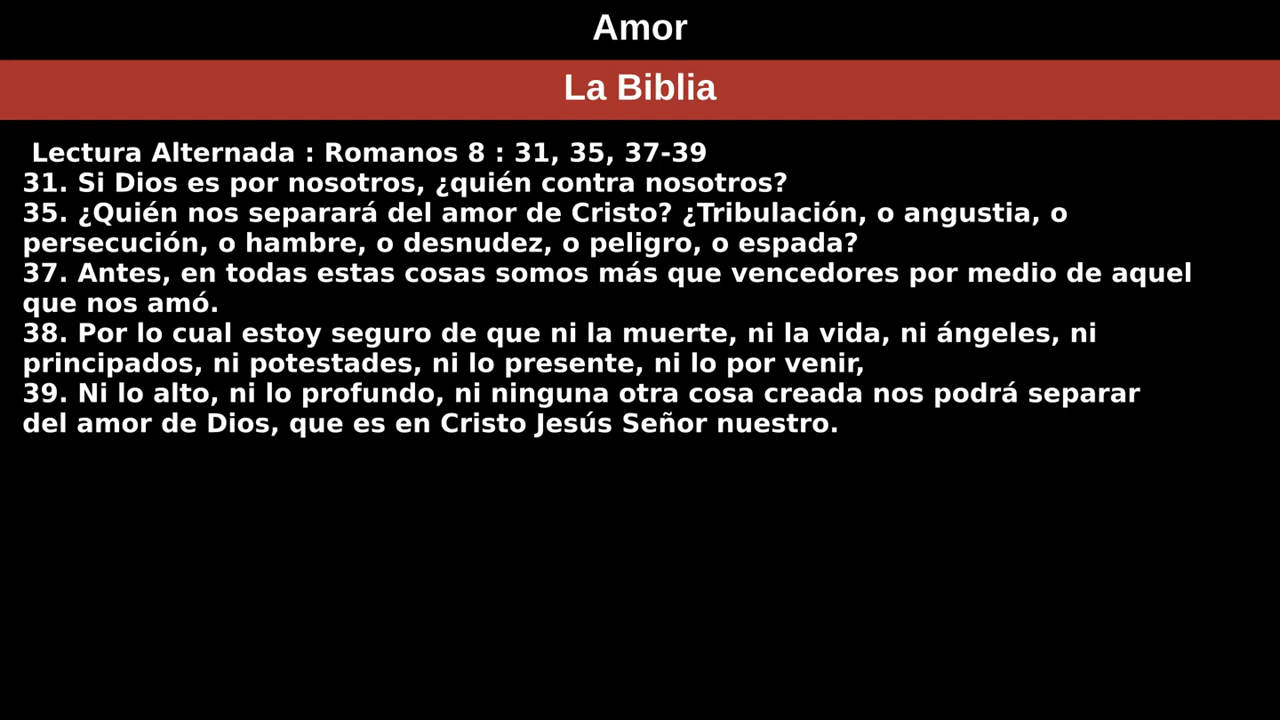 Amor
La Biblia
Lectura Alternada : Romanos 8 : 31, 35, 37-39
31. Si Dios es por nosotros, ¿quién contra nosotros?
35. ¿Quién nos separará del amor de Cristo? ¿Tribulación, o angustia, o
persecución, o hambre, o desnudez, o peligro, o espada?
37. Antes, en todas estas cosas somos más que vencedores por medio de aquel
que nos amó.
38. Por lo cual estoy seguro de que ni la muerte, ni la vida, ni ángeles, ni
principados, ni potestades, ni lo presente, ni lo por venir,
39. Ni lo alto, ni lo profundo, ni ninguna otra cosa creada nos podrá separar
del amor de Dios, que es en Cristo Jesús Señor nuestro.